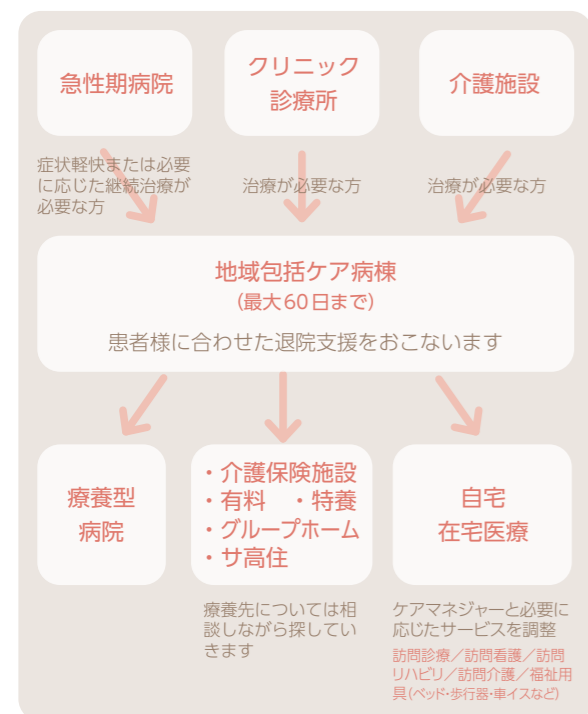 急性期病院
クリニック
診療所
介護施設
症状軽快または必要
に応じた継続治療が
必要な方
治療が必要な方
治療が必要な方
地域包括ケア病棟
(最大60日まで)
患者様に合わせた退院支援をおこないます
療養型
病院
・介護保険施設
・有料 ・特養
・グループホーム
・サ高住
自宅
在宅医療
療養先については相
談しながら探してい
きます
ケアマネジャーと必要に
応じたサービスを調整
訪問診療／訪問看護／訪問
リハビリ／訪問介護／福祉用
具(ベッド・歩行器・車イスなど)